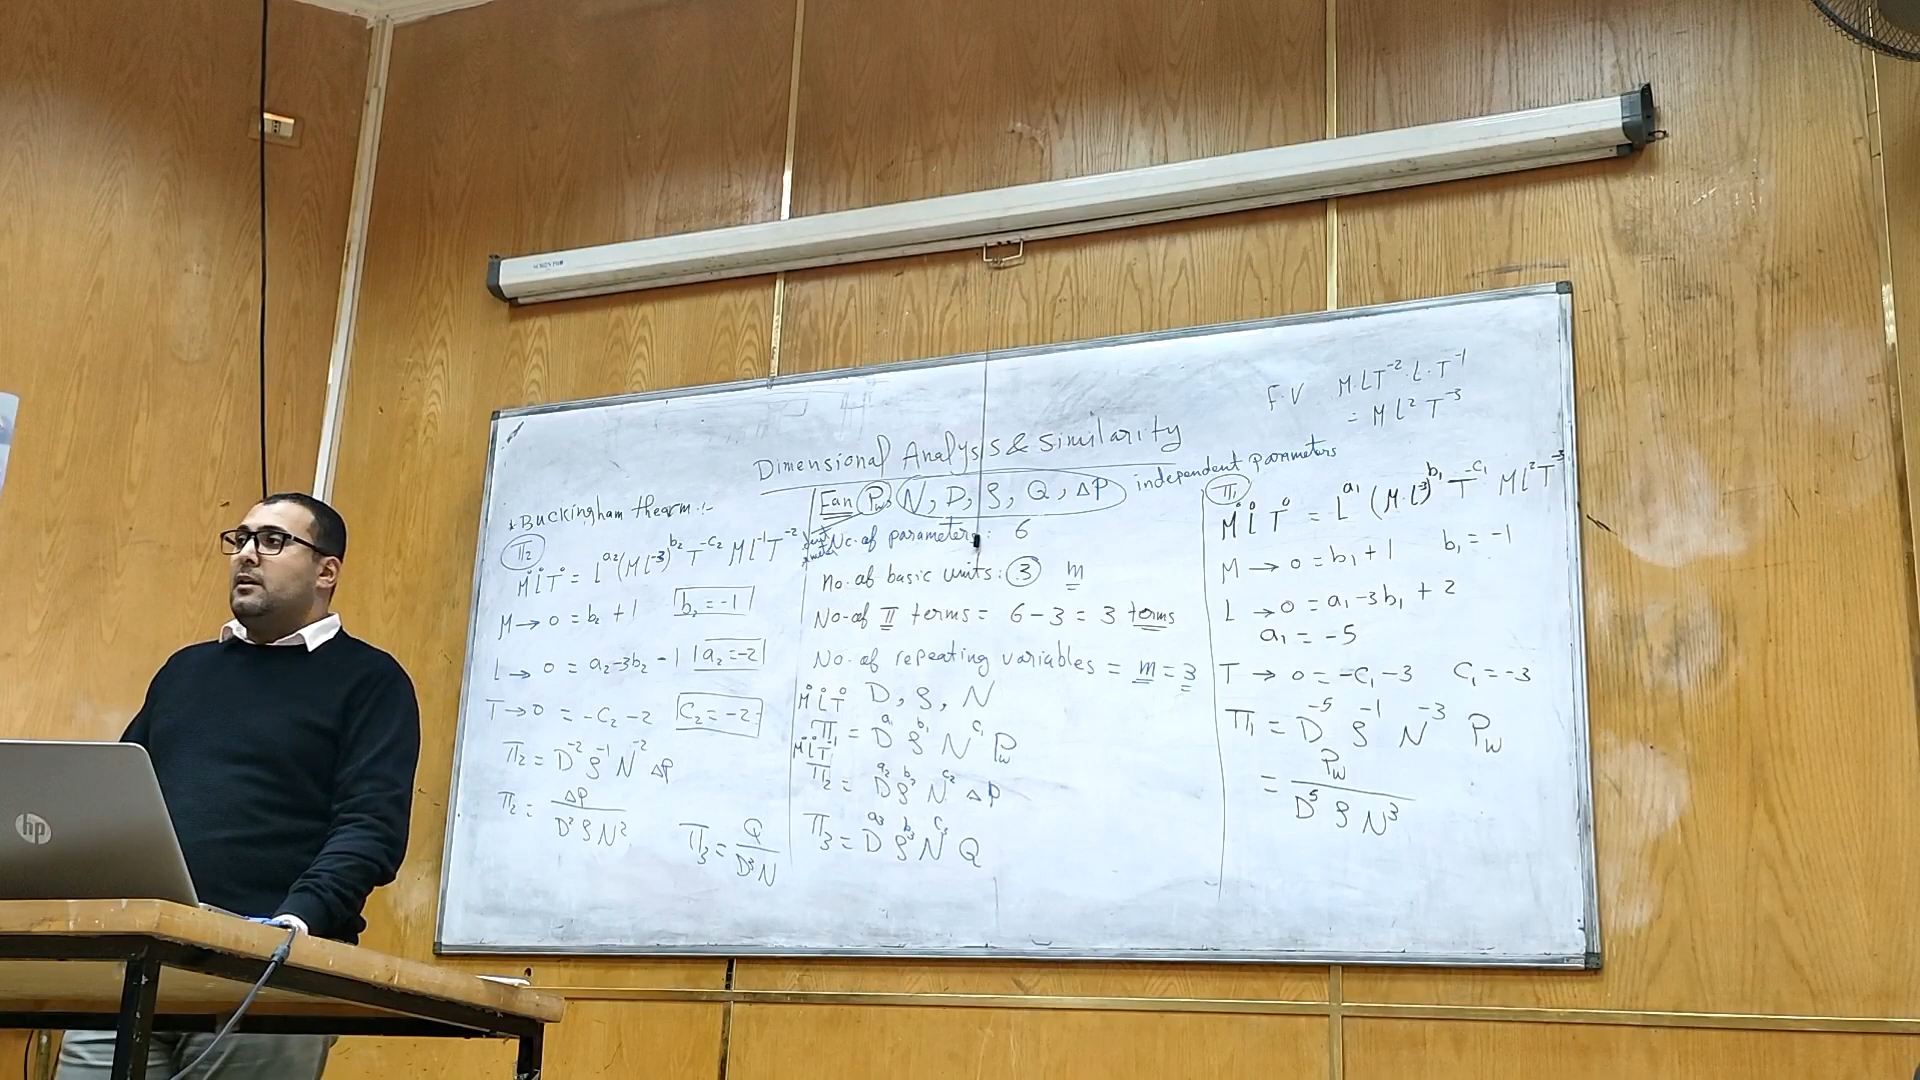 F.V M.LT⁻².L.T⁻¹
= ML²T⁻³
Dimensional Analysis & Similarity
* Buckingham thearm :-
π₂
M⁰L⁰T⁰ = L^a₂(ML⁻³)^b₂ T^-c₂ ML⁻¹T⁻²
M → 0 = b₂ + 1 b₂ = -1
L → 0 = a₂-3b₂ -1 a₂=-2
T → 0 = -C₂ -2 C₂ = -2
π₂ = D⁻² ρ⁻¹ N⁻² ΔP
π₂ = ΔP / D² ρ N²
π₃ = Q / D³N
Fan Pw, N, D, ρ, Q, ΔP independent parameters
No. of parameters: 6
No. of basic units: 3 m
No. of π terms = 6 - 3 = 3 terms
No. of repeating variables = m = 3
M⁰L⁰T⁰ D, ρ, N
π₁ = D^a₁ ρ^b₁ N^c₁ Pw
π₂ = D^a₂ ρ^b₂ N^c₂ ΔP
π₃ = D^a₃ ρ^b₃ N^c₃ Q
π₁
M⁰L⁰T⁰ = L^a₁ (M.L⁻³)^b₁ T^-c₁ ML²T⁻³
M → 0 = b₁ + 1 b₁ = -1
L → 0 = a₁ -3b₁ + 2
a₁ = -5
T → 0 = -C₁ -3 C₁ = -3
π₁ = D⁻⁵ ρ⁻¹ N⁻³ Pw
= Pw / D⁵ ρ N³
hp